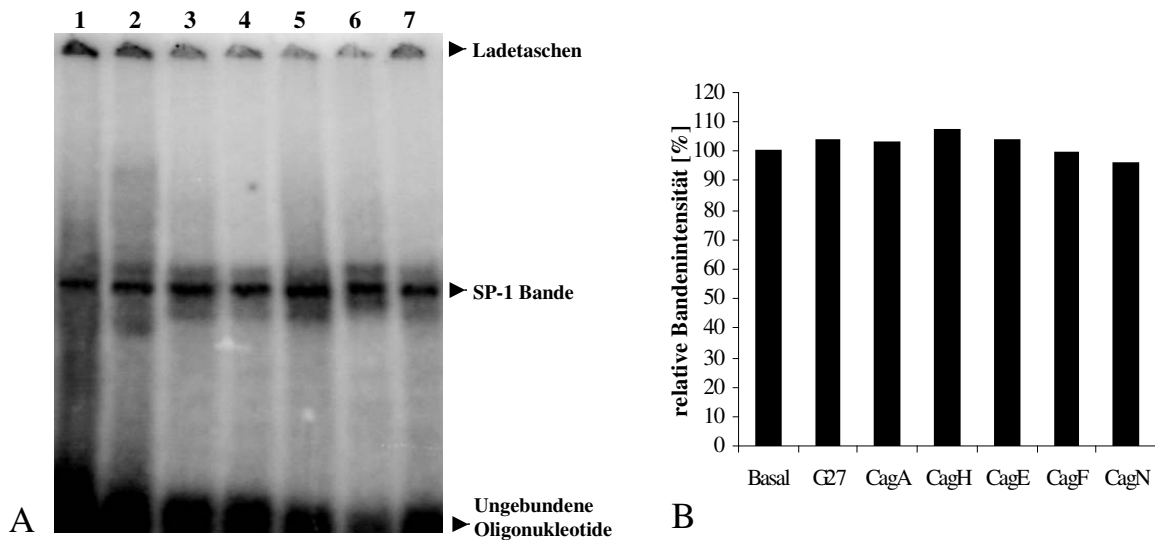 1 2 3 4 5 6 7
Ladetaschen
SP-1 Bande
Ungebundene
Oligonukleotide
A
relative Bandenintensität [%]
120
110
100
90
80
70
60
50
40
30
20
10
0
Basal G27 CagA CagH CagE CagF CagN
B